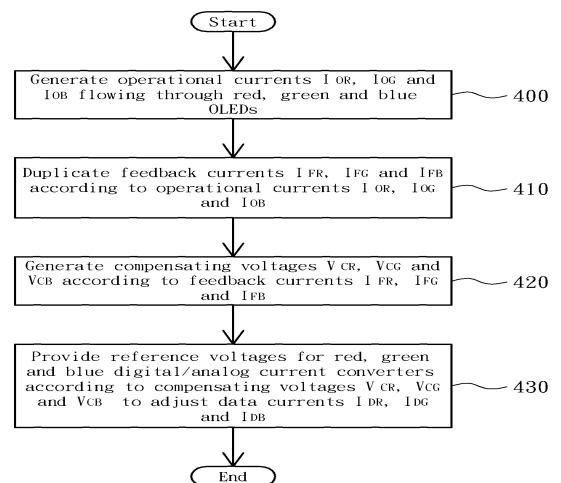 Start
Generate operational currents IOR, IOG and
IOB flowing through red, green and blue
OLEDs
400
Duplicate feedback currents IFR, IFG and IFB
according to operational currents IOR, IOG
and IOB
410
Generate compensating voltages VCR, VCG and
VCB according to feedback currents IFR, IFG
and IFB
420
Provide reference voltages for red, green
and blue digital/analog current converters
according to compensating voltages VCR, VCG
and VCB to adjust data currents IDR, IDG
and IDB
430
End